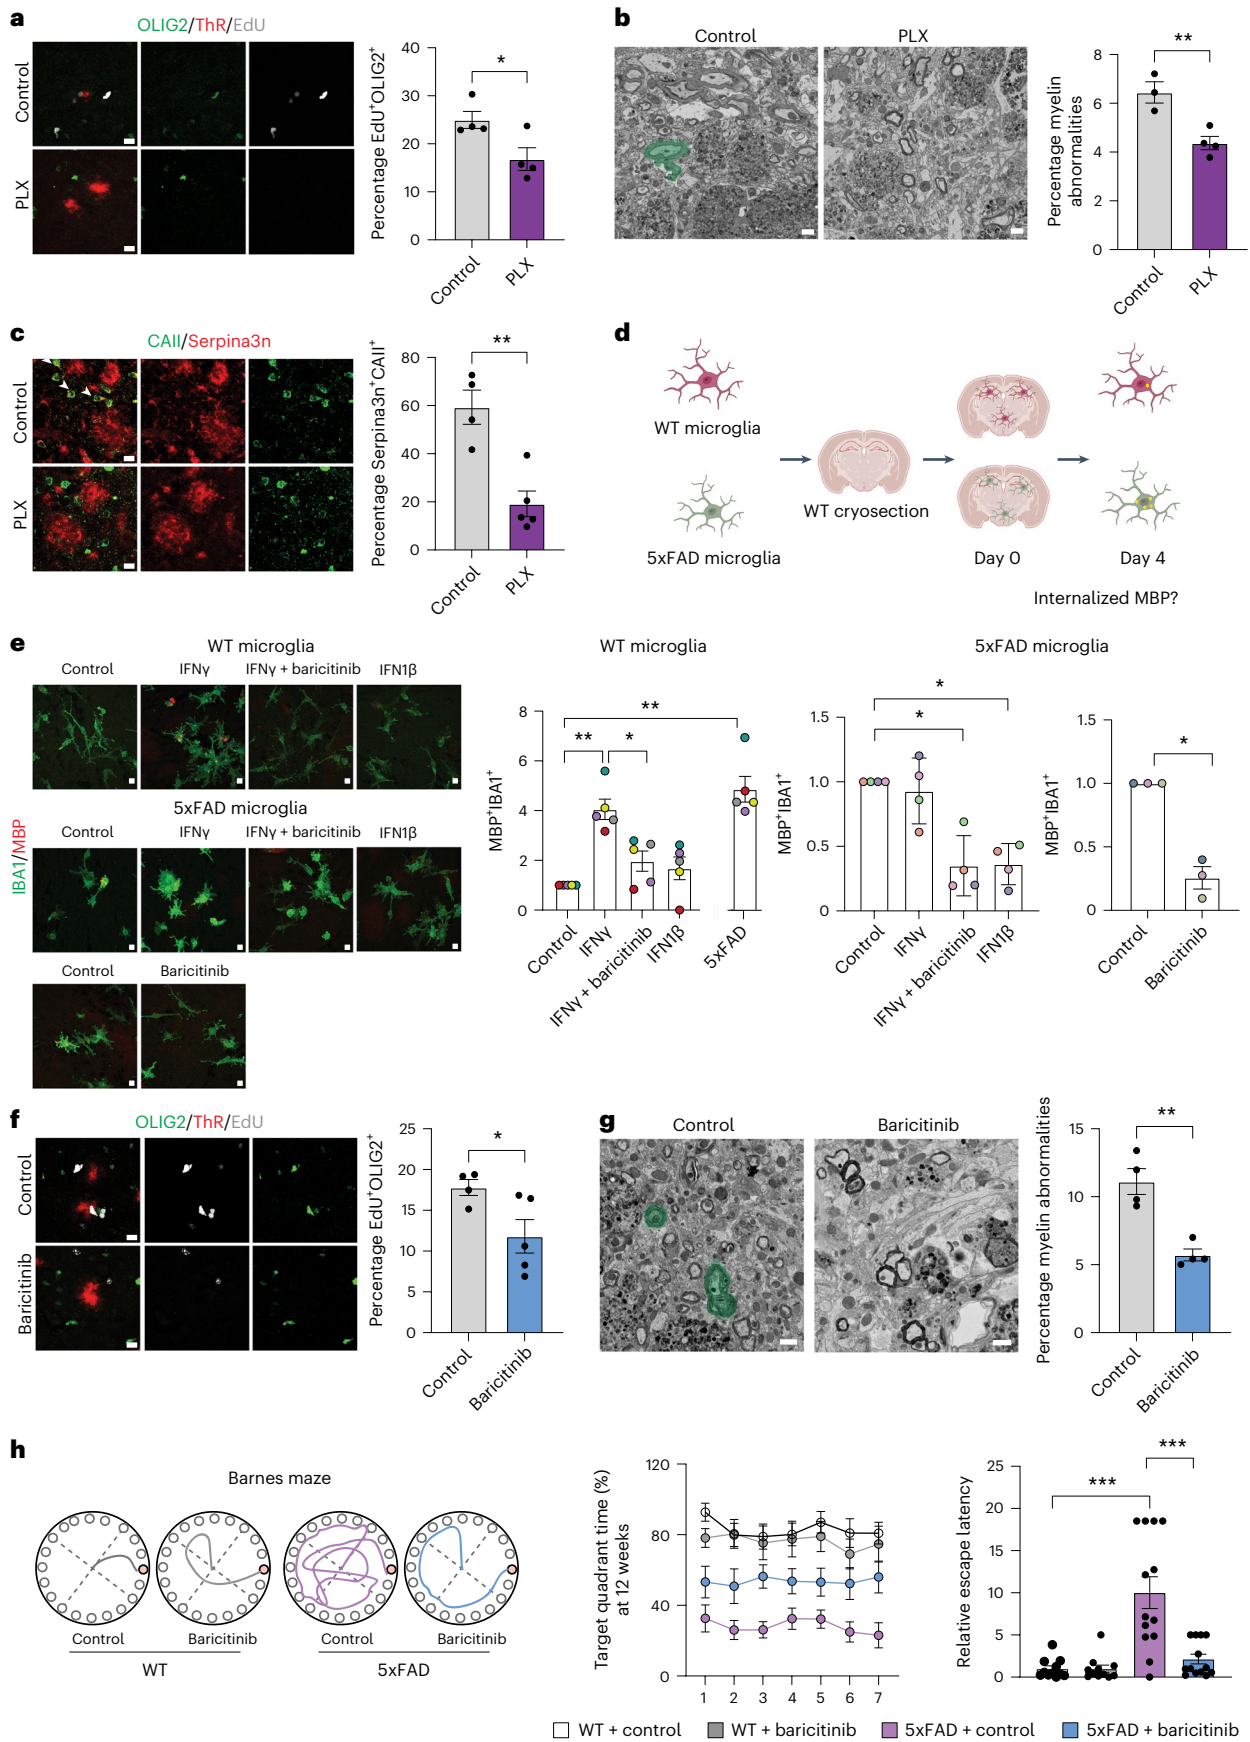 a
OLIG2/ThR/EdU
Control
PLX
Percentage EdU⁺OLIG2⁺
40
30
20
10
0
*
Control
PLX
b
Control
PLX
Percentage myelin
abnormalities
8
6
4
2
0
**
Control
PLX
c
CAII/Serpina3n
Control
PLX
Percentage Serpina3n⁺CAII⁺
80
60
40
20
0
**
Control
PLX
d
WT microglia
5xFAD microglia
WT cryosection
Day 0
Day 4
Internalized MBP?
e
WT microglia
Control
IFNγ
IFNγ + baricitinib
IFN1β
5xFAD microglia
Control
IFNγ
IFNγ + baricitinib
IFN1β
Control
Baricitinib
IBA1/MBP
WT microglia
MBP⁺IBA1⁺
8
6
4
2
0
**
**
*
Control
IFNγ
IFNγ + baricitinib
IFN1β
5xFAD
5xFAD microglia
MBP⁺IBA1⁺
1.5
1.0
0.5
0
*
*
Control
IFNγ
IFNγ + baricitinib
IFN1β
MBP⁺IBA1⁺
1.5
1.0
0.5
0
*
Control
Baricitinib
f
OLIG2/ThR/EdU
Control
Baricitinib
Percentage EdU⁺OLIG2⁺
25
20
15
10
5
0
*
Control
Baricitinib
g
Control
Baricitinib
Percentage myelin abnormalities
15
10
5
0
**
Control
Baricitinib
h
Barnes maze
Control
Baricitinib
Control
Baricitinib
WT
5xFAD
Target quadrant time (%)
at 12 weeks
120
80
40
0
1 2 3 4 5 6 7
Relative escape latency
25
20
15
10
5
0
***
***
WT + control
WT + baricitinib
5xFAD + control
5xFAD + baricitinib